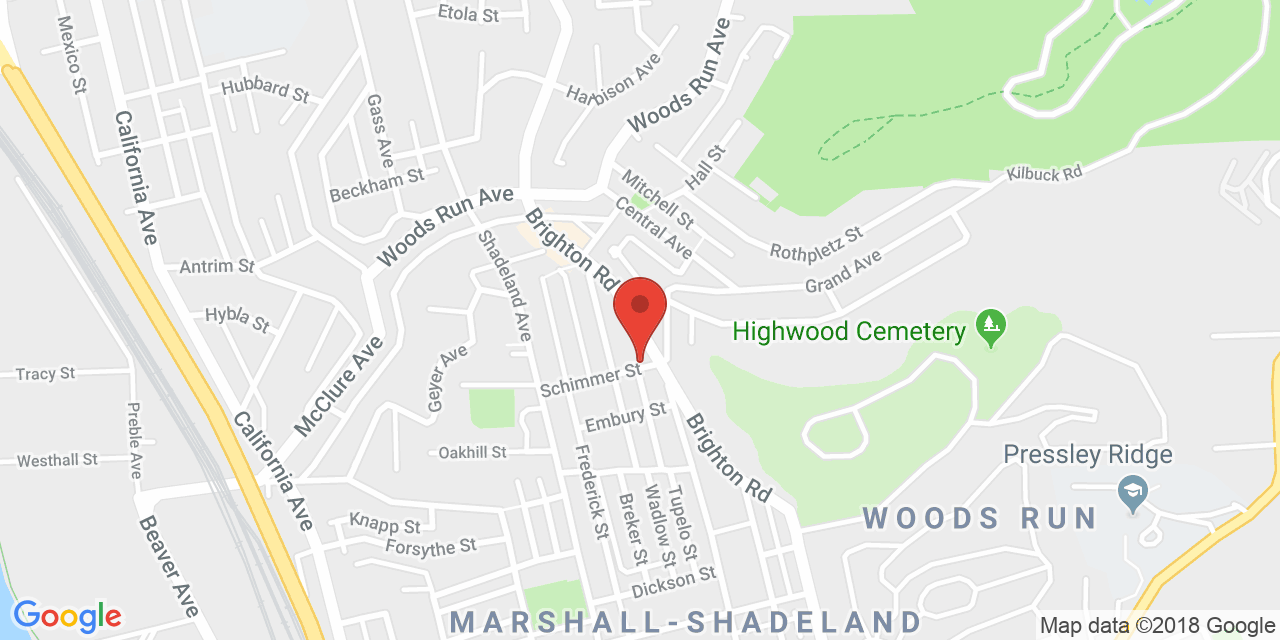 Etola St
Mexico St
Harbison Ave
Woods Run Ave
Hubbard St
California Ave
Gass Ave
Hall St
Kilbuck Rd
Beckham St
Mitchell St
Woods Run Ave
Central Ave
Brighton Rd
Rothpletz St
Antrim St
Shadeland Ave
Grand Ave
Hybla St
Highwood Cemetery
McClure Ave
Geyer Ave
Tracy St
Schimmer St
Preble Ave
Embury St
California Ave
Brighton Rd
Westhall St
Oakhill St
Pressley Ridge
Frederick St
Breker St
Wadlow St
Tupelo St
WOODS RUN
Knapp St
Forsythe St
Beaver Ave
Dickson St
MARSHALL-SHADELAND
Google
Map data ©2018 Google